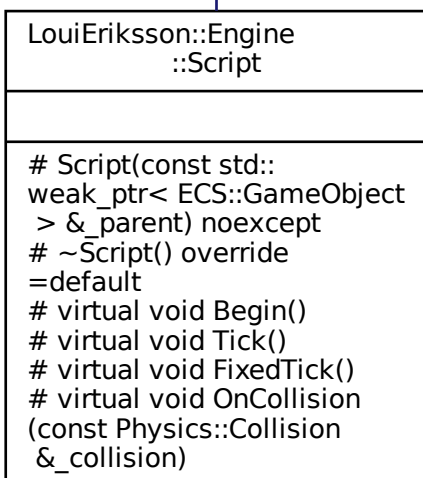 LouiEriksson::Engine
::Script
# Script(const std::
weak_ptr< ECS::GameObject
> &_parent) noexcept
# ~Script() override
=default
# virtual void Begin()
# virtual void Tick()
# virtual void FixedTick()
# virtual void OnCollision
(const Physics::Collision
&_collision)